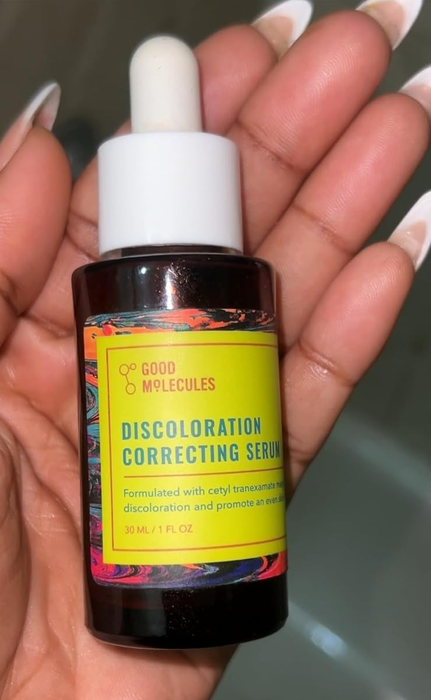 GOOD
MOLECULES
DISCOLORATION
CORRECTING SERUM
Formulated with cetyl tranexamate
discoloration and promote an even
30 ML / 1 FL OZ